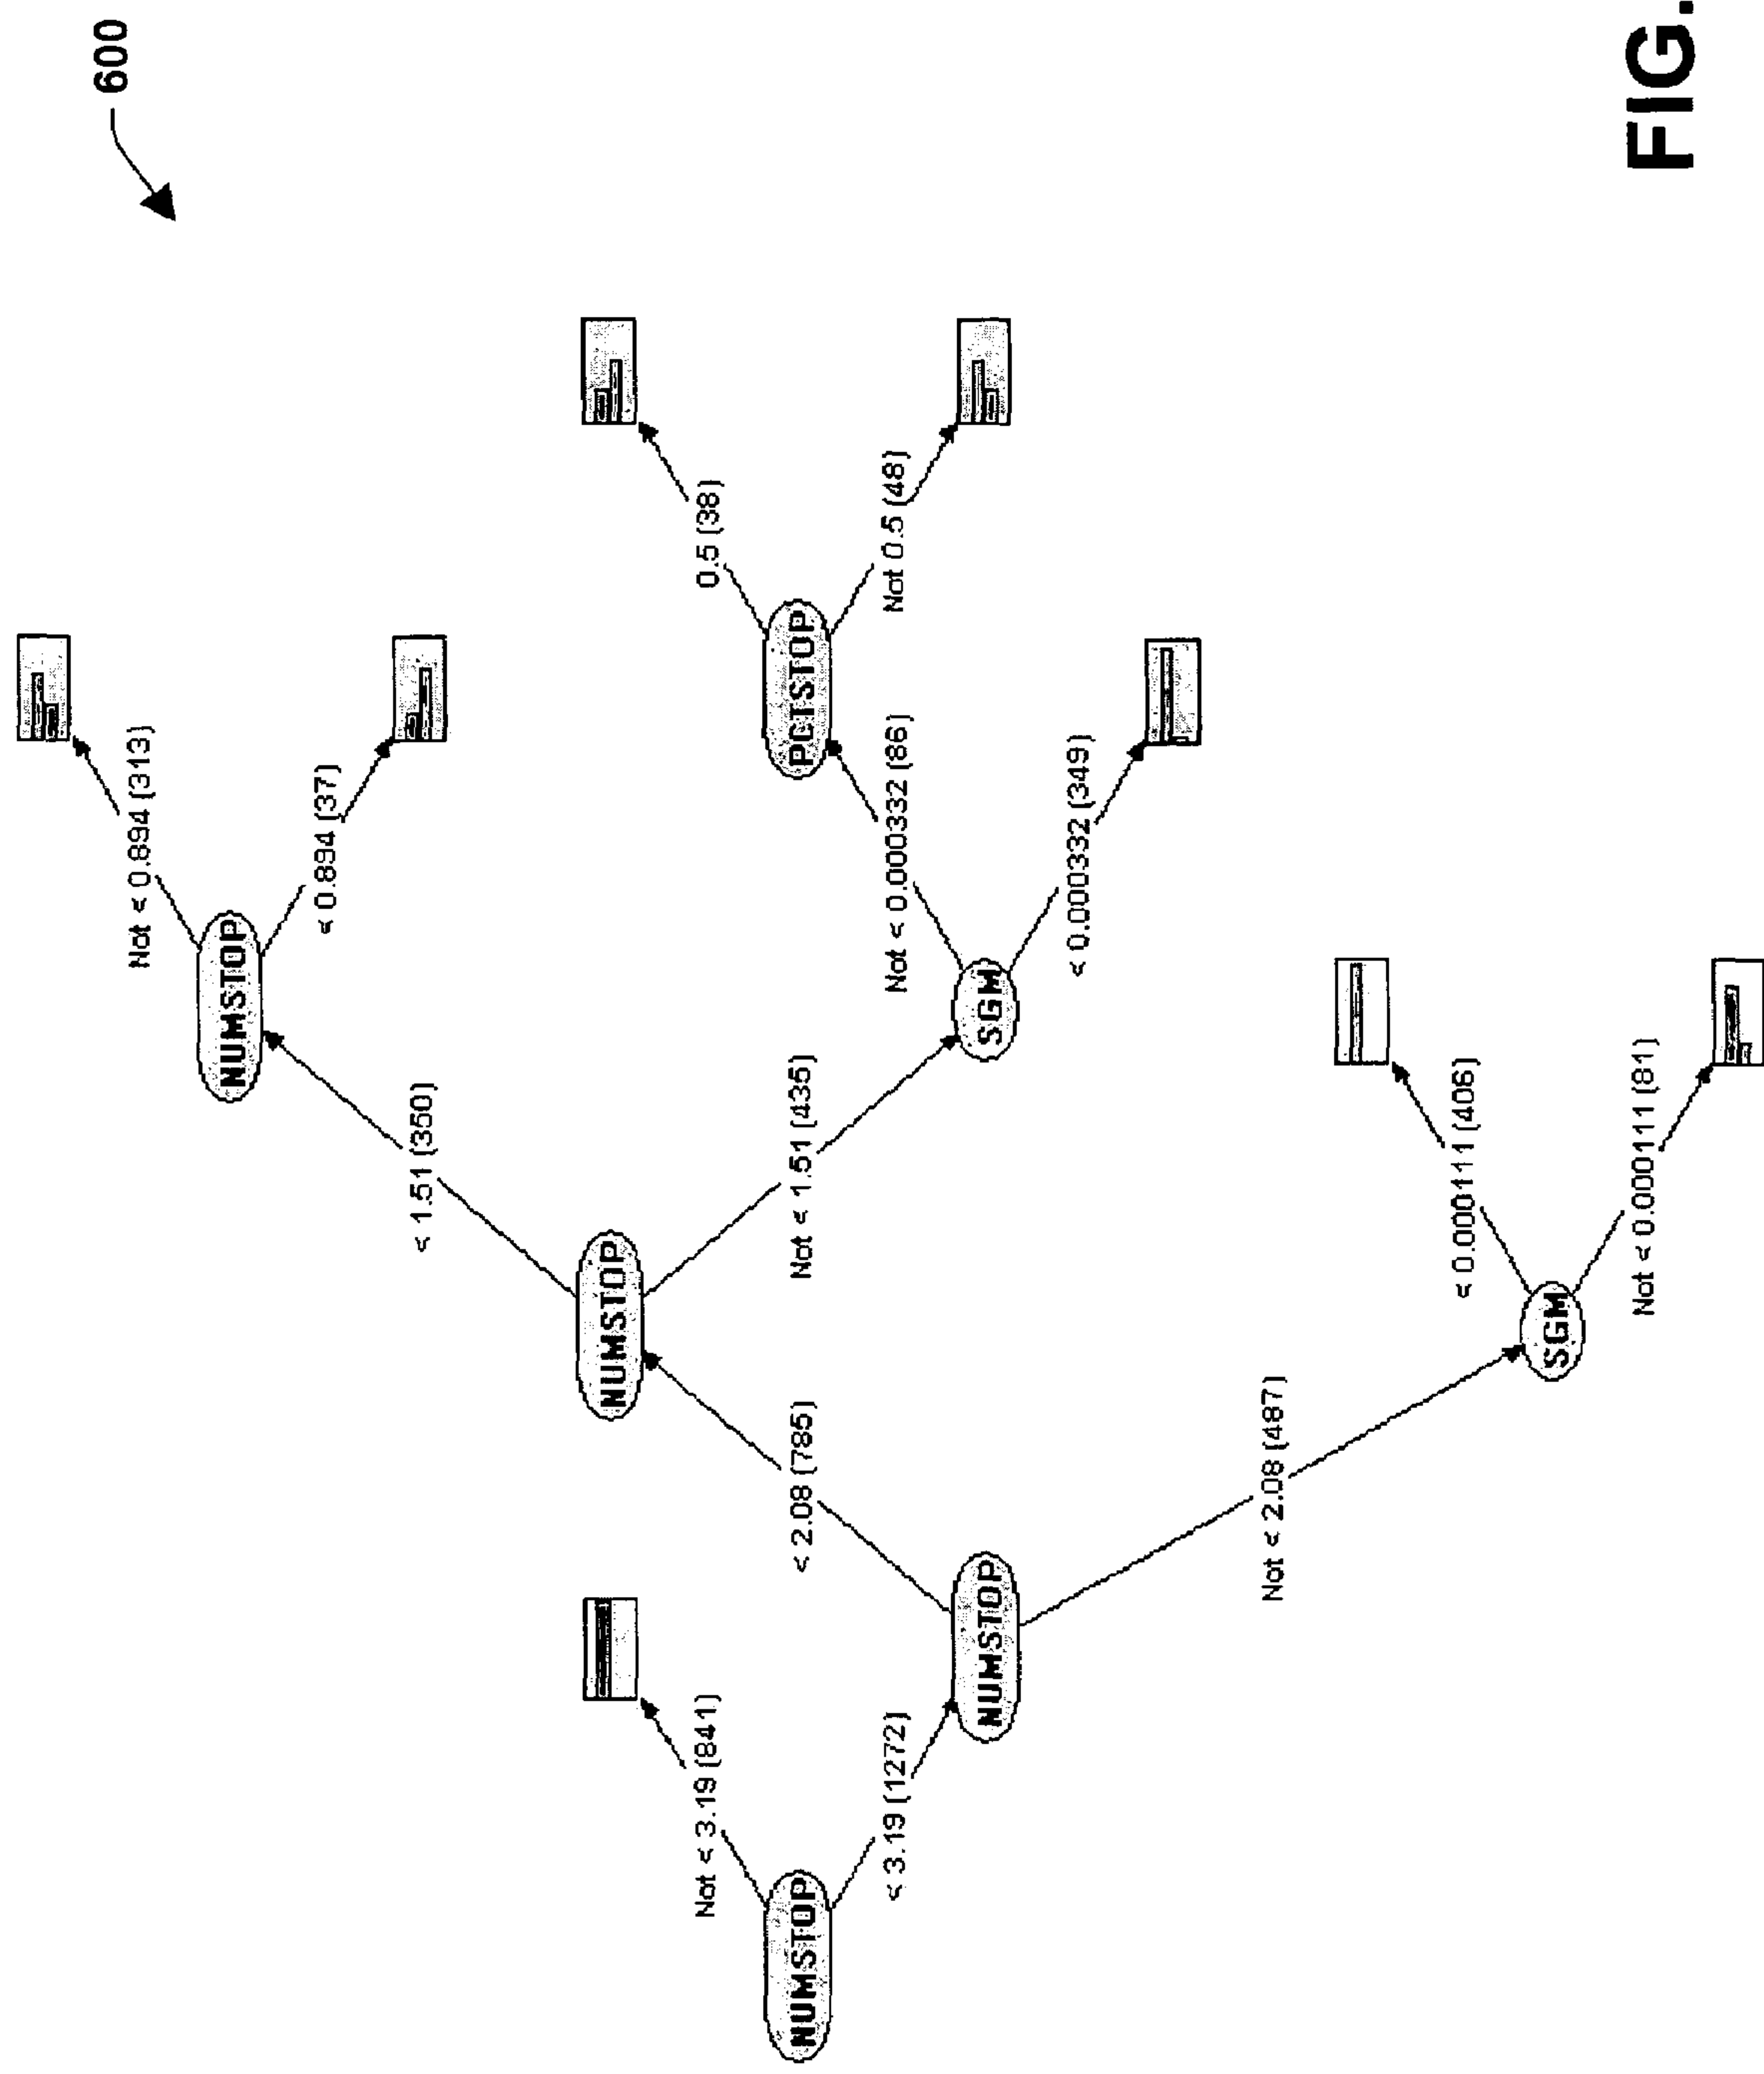 600
NUMSTOP
Not < 3.19 (841)
< 3.19 (1272)
NUMSTOP
< 2.08 (785)
Not < 2.08 (487)
NUMSTOP
< 1.51 (350)
Not < 1.51 (435)
SGM
< 0.000111 (406)
Not < 0.000111 (81)
NUMSTOP
Not < 0.894 (313)
< 0.894 (37)
SGM
Not < 0.000332 (86)
< 0.000332 (349)
PCTSTOP
0.5 (38)
Not 0.5 (48)
FIG.